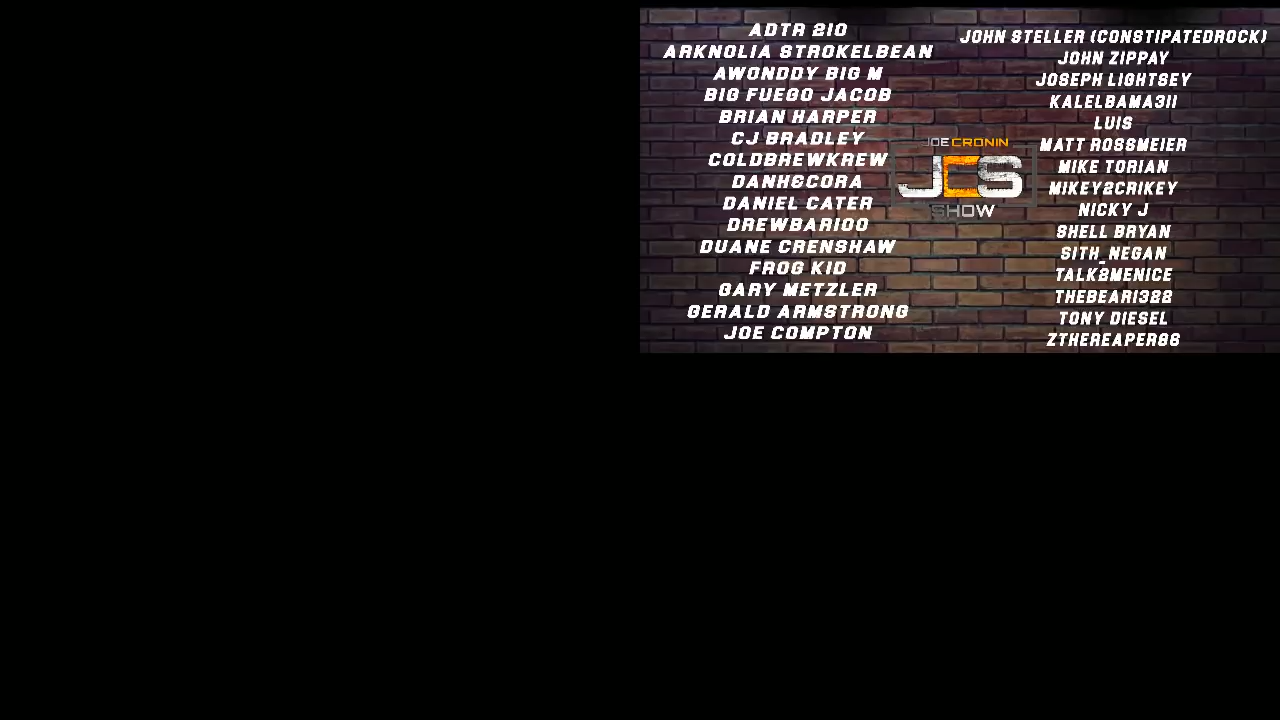 ADTR 210
ARKNOLIA STROKELBEAN
AWONDDY BIG M
BIG FUEGO JACOB
BRIAN HARPER
CJ BRADLEY
COLDBREWKREW
DANH&CORA
DANIEL CATER
DREWBAR100
DUANE CRENSHAW
FROG KID
GARY METZLER
GERALD ARMSTRONG
JOE COMPTON
JOE CRONIN
JCS
SHOW
JOHN STELLER (CONSTIPATEDROCK)
JOHN ZIPPAY
JOSEPH LIGHTSEY
KALELBAMA311
LUIS
MATT ROSSMEIER
MIKE TORIAN
MIKEY2CRIKEY
NICKY J
SHELL BRYAN
SITH_NEGAN
TALK2MENICE
THEBEAR1322
TONY DIESEL
ZTHEREAPER86